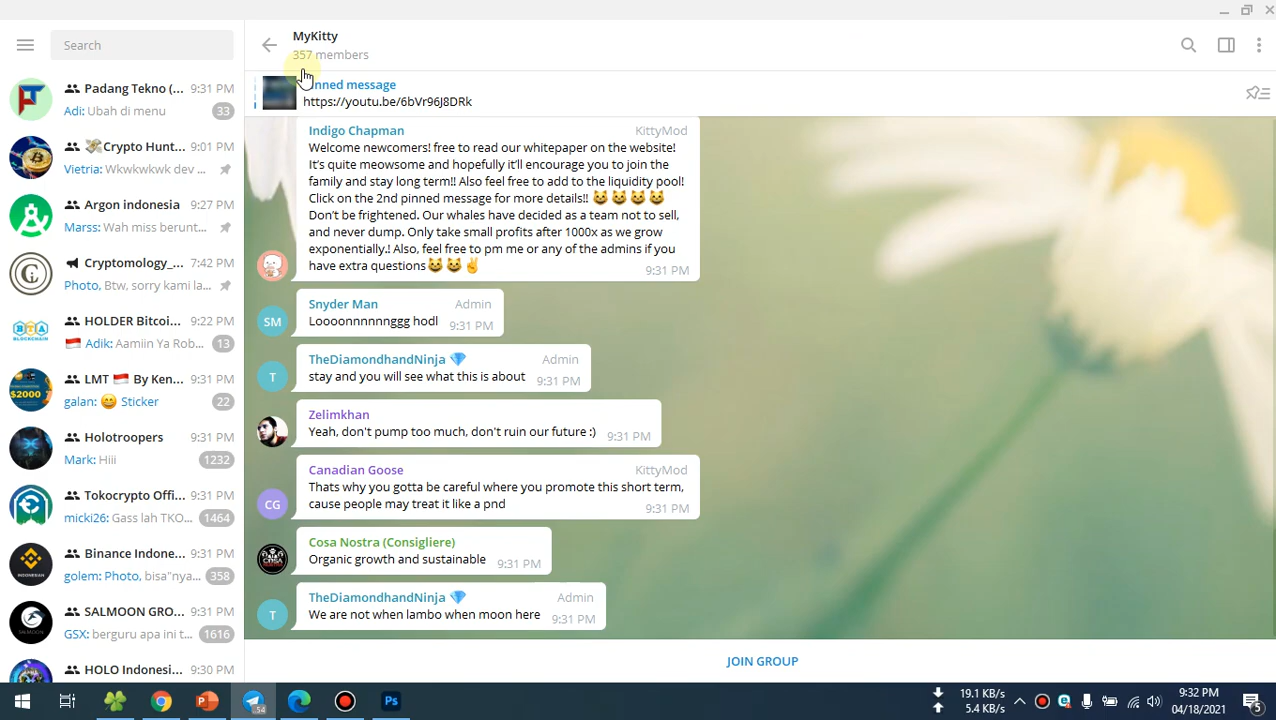 Search
Padang Tekno (... 9:31 PM
Adi: Ubah di menu 33
💸Crypto Hunt... 9:01 PM
Vietria: Wkwkwkwk dev ...
Argon indonesia 9:27 PM
Marss: Wah miss berunt...
Cryptomology_... 7:42 PM
Photo, Btw, sorry kami la...
HOLDER Bitcoi... 9:22 PM
🇮🇩 Adik: Aamiin Ya Rob... 13
LMT 🇮🇩 By Ken... 9:31 PM
galan: 😄 Sticker 22
Holotroopers 9:31 PM
Mark: Hiii 1232
Tokocrypto Offi... 9:31 PM
micki26: Gass lah TKO... 1464
Binance Indone... 9:31 PM
golem: Photo, bisa"nya... 358
SALMOON GRO... 9:31 PM
GSX: berguru apa ini t... 1616
HOLO Indonesi... 9:30 PM
MyKitty
357 members
nned message
https://youtu.be/6bVr96J8DRk
Indigo Chapman KittyMod
Welcome newcomers! free to read our whitepaper on the website!
It's quite meowsome and hopefully it'll encourage you to join the
family and stay long term!! Also feel free to add to the liquidity pool!
Click on the 2nd pinned message for more details!! 😺 😺 😺 😺
Don't be frightened. Our whales have decided as a team not to sell,
and never dump. Only take small profits after 1000x as we grow
exponentially.! Also, feel free to pm me or any of the admins if you
have extra questions😺 😺 ✌ 9:31 PM
SM
Snyder Man Admin
Loooonnnnnnggg hodl 9:31 PM
T
TheDiamondhandNinja 💎 Admin
stay and you will see what this is about 9:31 PM
Zelimkhan
Yeah, don't pump too much, don't ruin our future :) 9:31 PM
CG
Canadian Goose KittyMod
Thats why you gotta be careful where you promote this short term,
cause people may treat it like a pnd 9:31 PM
Cosa Nostra (Consigliere)
Organic growth and sustainable 9:31 PM
T
TheDiamondhandNinja 💎 Admin
We are not when lambo when moon here 9:31 PM
JOIN GROUP
54
19.1 KB/s
5.4 KB/s
9:32 PM
04/18/2021
5